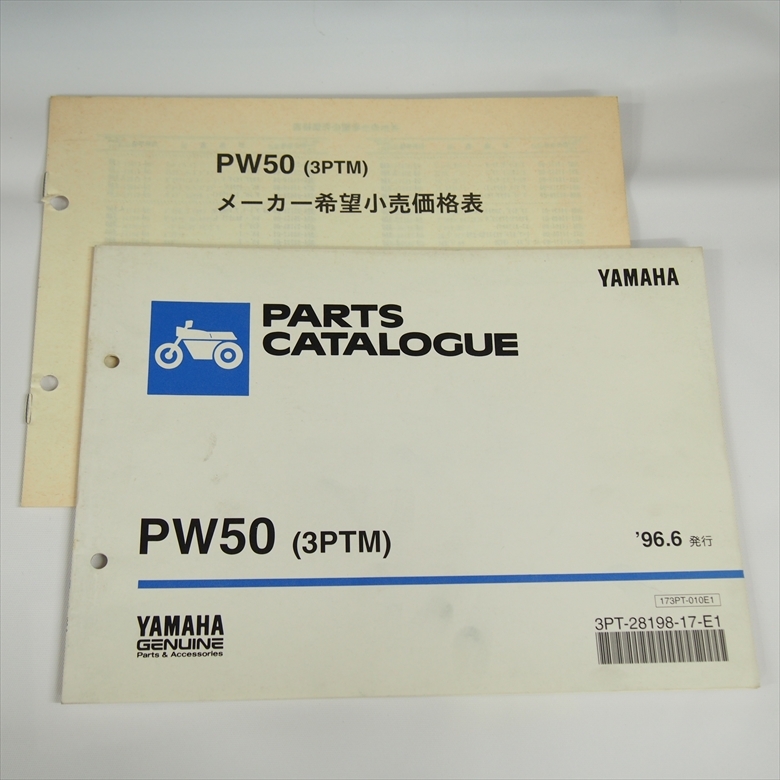 PW50 (3PTM)
メーカー希望小売価格表
YAMAHA
PARTS
CATALOGUE
PW50 (3PTM)
'96.6 発行
173PT-010E1
3PT-28198-17-E1
YAMAHA
GENUINE
Parts & Accessories